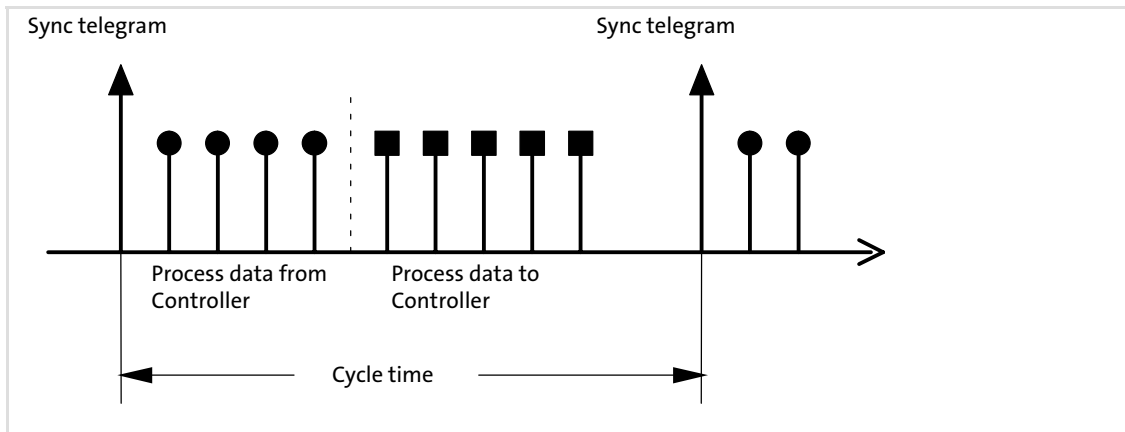 Sync telegram
Sync telegram
Process data from
Controller
Process data to
Controller
Cycle time